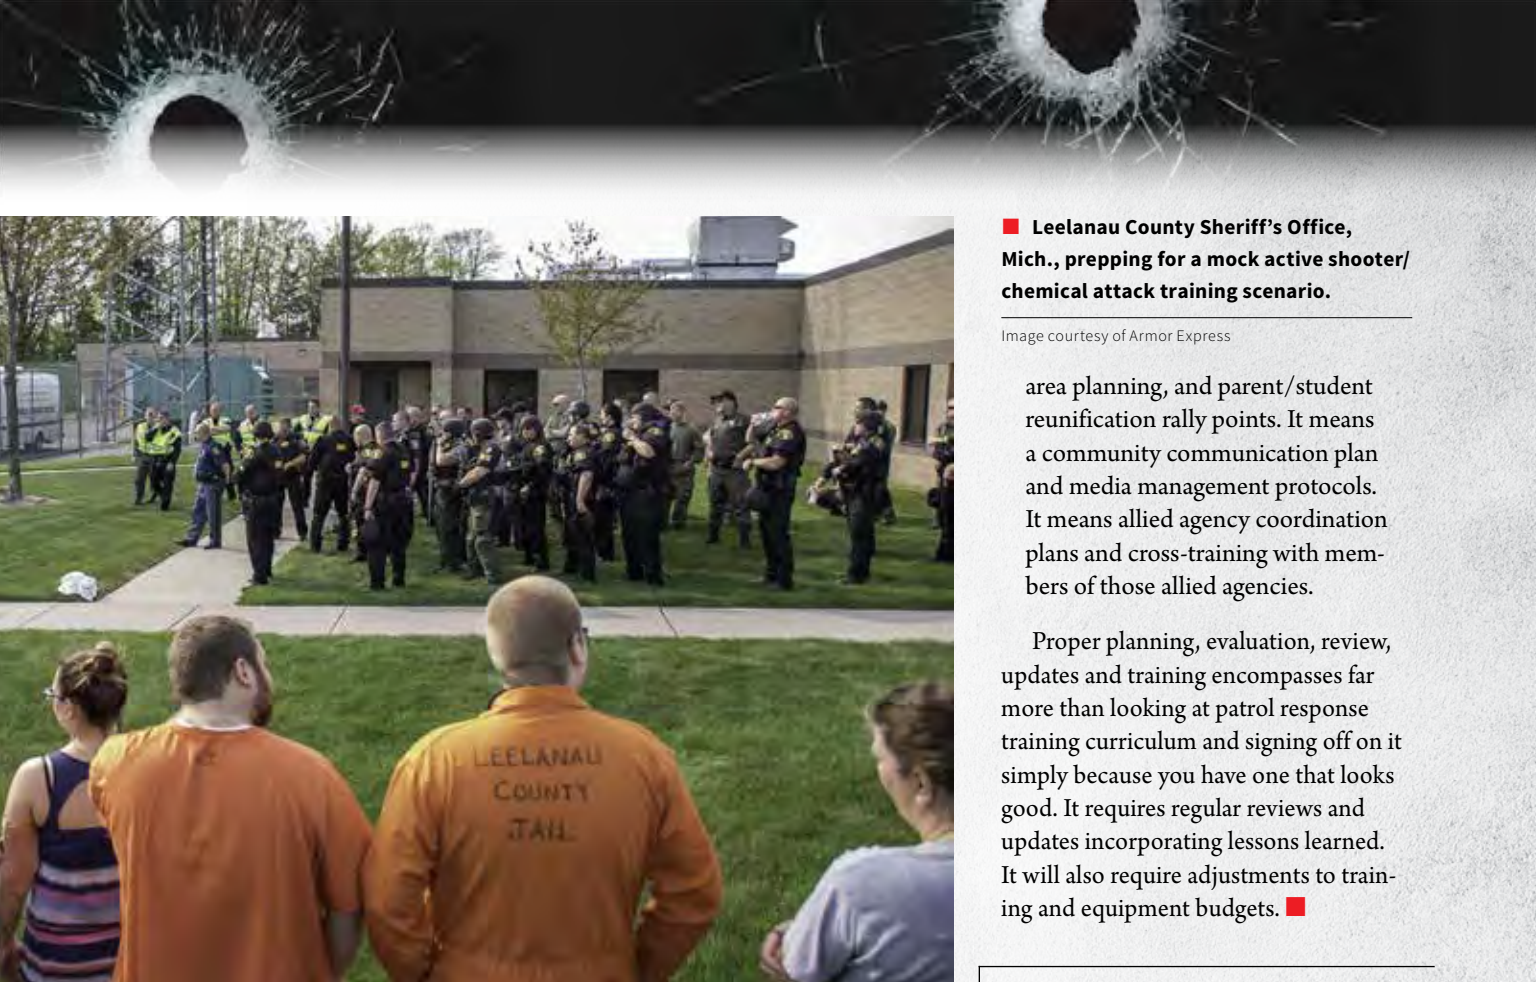 Leelanau County Sheriff’s Office,
Mich., prepping for a mock active shooter/
chemical attack training scenario.
Image courtesy of Armor Express
area planning, and parent/student
reunification rally points. It means
a community communication plan
and media management protocols.
It means allied agency coordination
plans and cross-training with mem-
bers of those allied agencies.
Proper planning, evaluation, review,
updates and training encompasses far
more than looking at patrol response
training curriculum and signing off on it
simply because you have one that looks
good. It requires regular reviews and
updates incorporating lessons learned.
It will also require adjustments to train-
ing and equipment budgets.
LEELANAU
COUNTY
JAIL